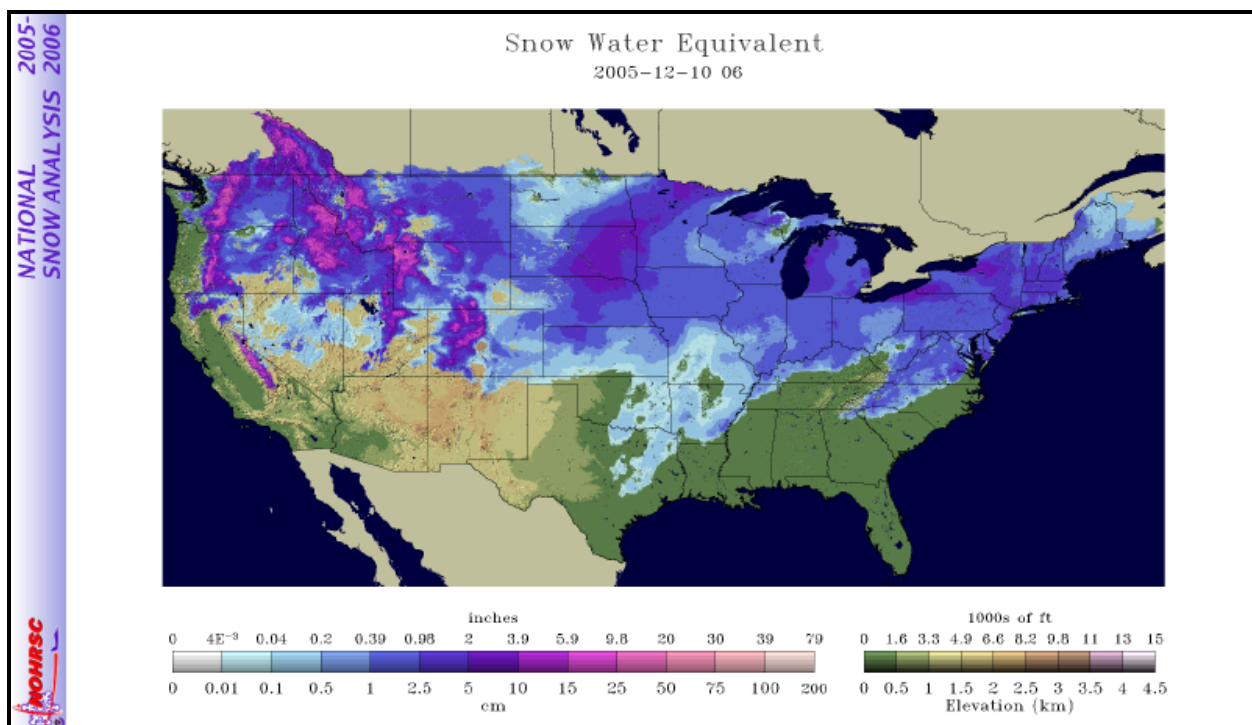 NATIONAL 2005-
SNOW ANALYSIS 2006
NOHRSC
Snow Water Equivalent
2005-12-10 06
inches
0 4E-3 0.04 0.2 0.39 0.98 2 3.9 5.9 9.8 20 30 39 79
0 0.01 0.1 0.5 1 2.5 5 10 15 25 50 75 100 200
cm
1000s of ft
0 1.6 3.3 4.9 6.6 8.2 9.8 11 13 15
0 0.5 1 1.5 2 2.5 3 3.5 4 4.5
Elevation (km)